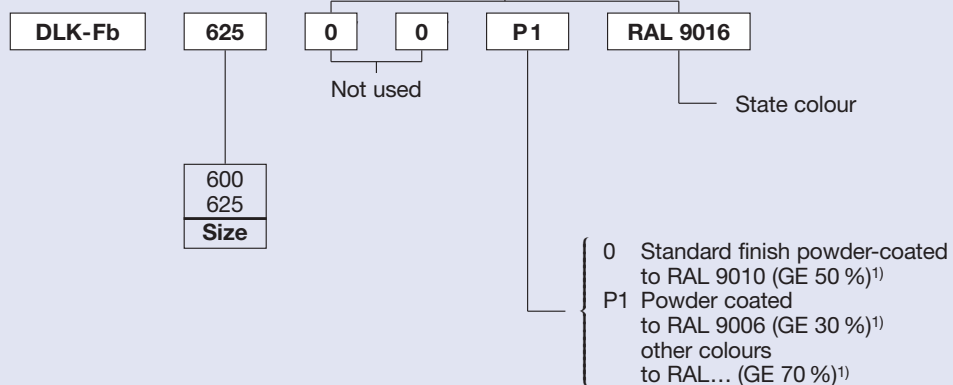 DLK-Fb 625 0 0 P1 RAL 9016
Not used
State colour
600
625
Size
0 Standard finish powder-coated
to RAL 9010 (GE 50 %)¹⁾
P1 Powder coated
to RAL 9006 (GE 30 %)¹⁾
other colours
to RAL… (GE 70 %)¹⁾